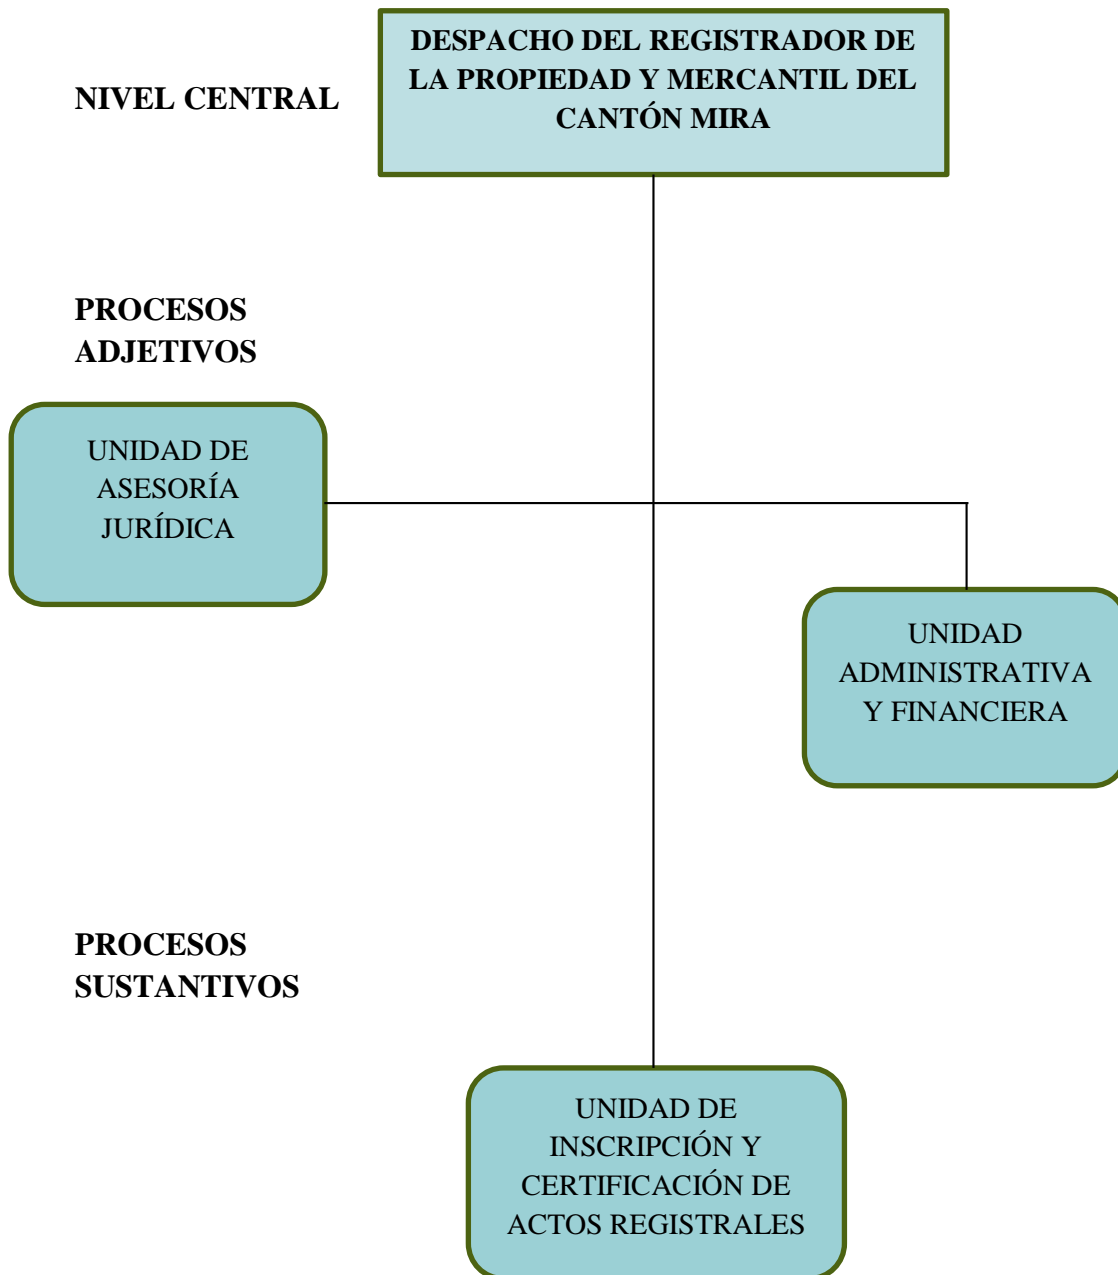 DESPACHO DEL REGISTRADOR DE
LA PROPIEDAD Y MERCANTIL DEL
CANTÓN MIRA
NIVEL CENTRAL
PROCESOS
ADJETIVOS
UNIDAD DE
ASESORÍA
JURÍDICA
UNIDAD
ADMINISTRATIVA
Y FINANCIERA
PROCESOS
SUSTANTIVOS
UNIDAD DE
INSCRIPCIÓN Y
CERTIFICACIÓN DE
ACTOS REGISTRALES